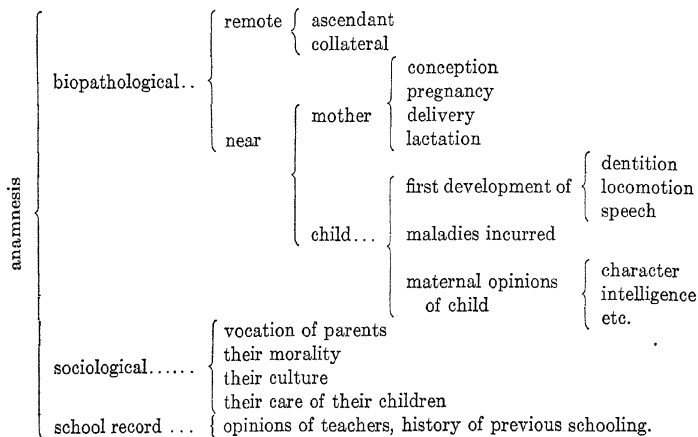 remote
ascendant
collateral
biopathological..
near
mother
conception
pregnancy
delivery
lactation
child...
first development of
dentition
locomotion
speech
maladies incurred
maternal opinions
of child
character
intelligence
etc.
anamnesis
sociological......
vocation of parents
their morality
their culture
their care of their children
school record ...
opinions of teachers, history of previous schooling.